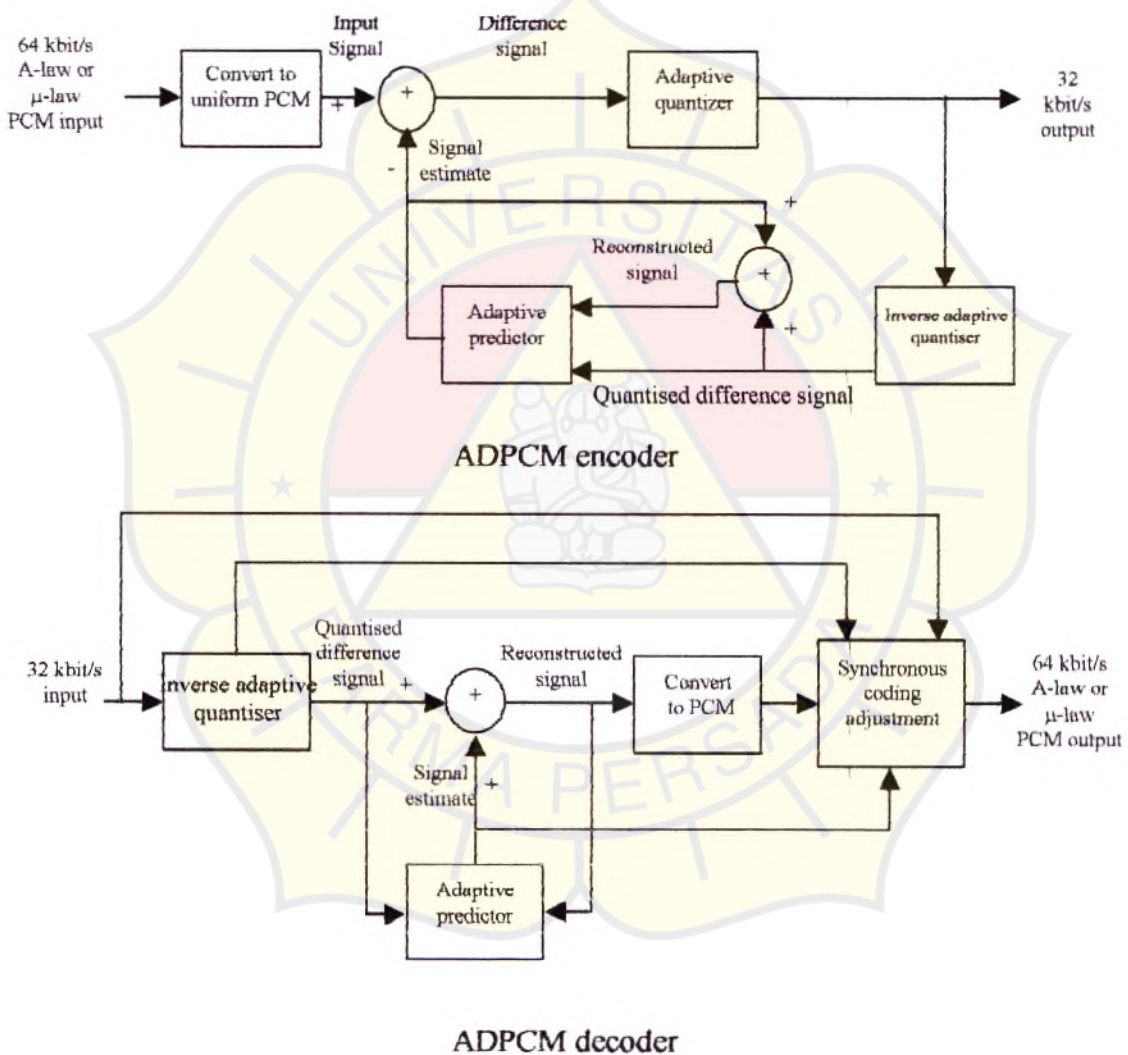 64 kbit/s
A-law or
μ-law
PCM input
Convert to
uniform PCM
Input
Signal
+
+
Difference
signal
Adaptive
quantizer
32
kbit/s
output
-
Signal
estimate
+
Reconstructed
signal
+
+
Adaptive
predictor
Inverse adaptive
quantiser
Quantised difference signal
ADPCM encoder
UNIVERSITAS
DARMA PERSADA
32 kbit/s
input
nverse adaptive
quantiser
Quantised
difference
signal
+
+
Reconstructed
signal
Convert
to PCM
Synchronous
coding
adjustment
64 kbit/s
A-law or
μ-law
PCM output
Signal
estimate
+
Adaptive
predictor
ADPCM decoder